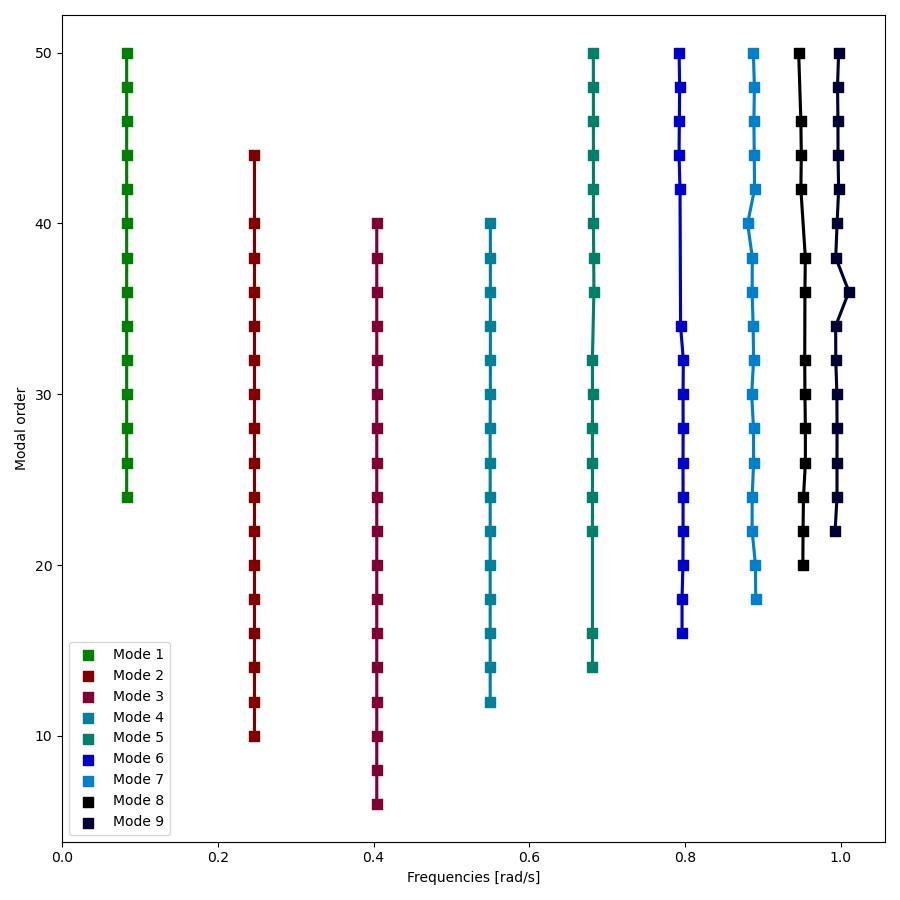 50
40
30
20
10
Modal order
Mode 1
Mode 2
Mode 3
Mode 4
Mode 5
Mode 6
Mode 7
Mode 8
Mode 9
0.0 0.2 0.4 0.6 0.8 1.0
Frequencies [rad/s]